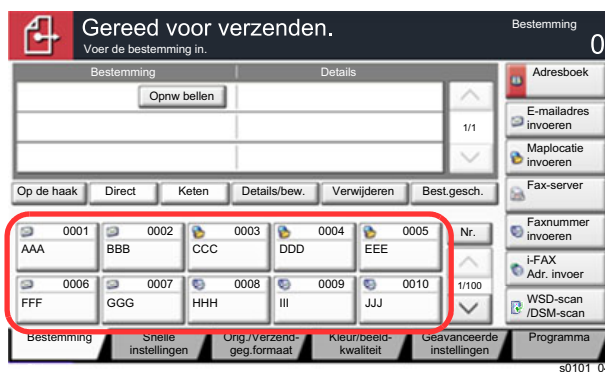 Gereed voor verzenden.
Voer de bestemming in.
Bestemming
0
Bestemming
Details
Opnw bellen
1/1
Adresboek
E-mailadres
invoeren
Maplocatie
invoeren
Fax-server
Faxnummer
invoeren
i-FAX
Adr. invoer
WSD-scan
/DSM-scan
Op de haak
Direct
Keten
Details/bew.
Verwijderen
Best.gesch.
0001
AAA
0002
BBB
0003
CCC
0004
DDD
0005
EEE
Nr.
0006
FFF
0007
GGG
0008
HHH
0009
III
0010
JJJ
1/100
Bestemming
Snelle
instellingen
Orig./Verzend-
geg.formaat
Kleur/beeld-
kwaliteit
Geavanceerde
instellingen
Programma